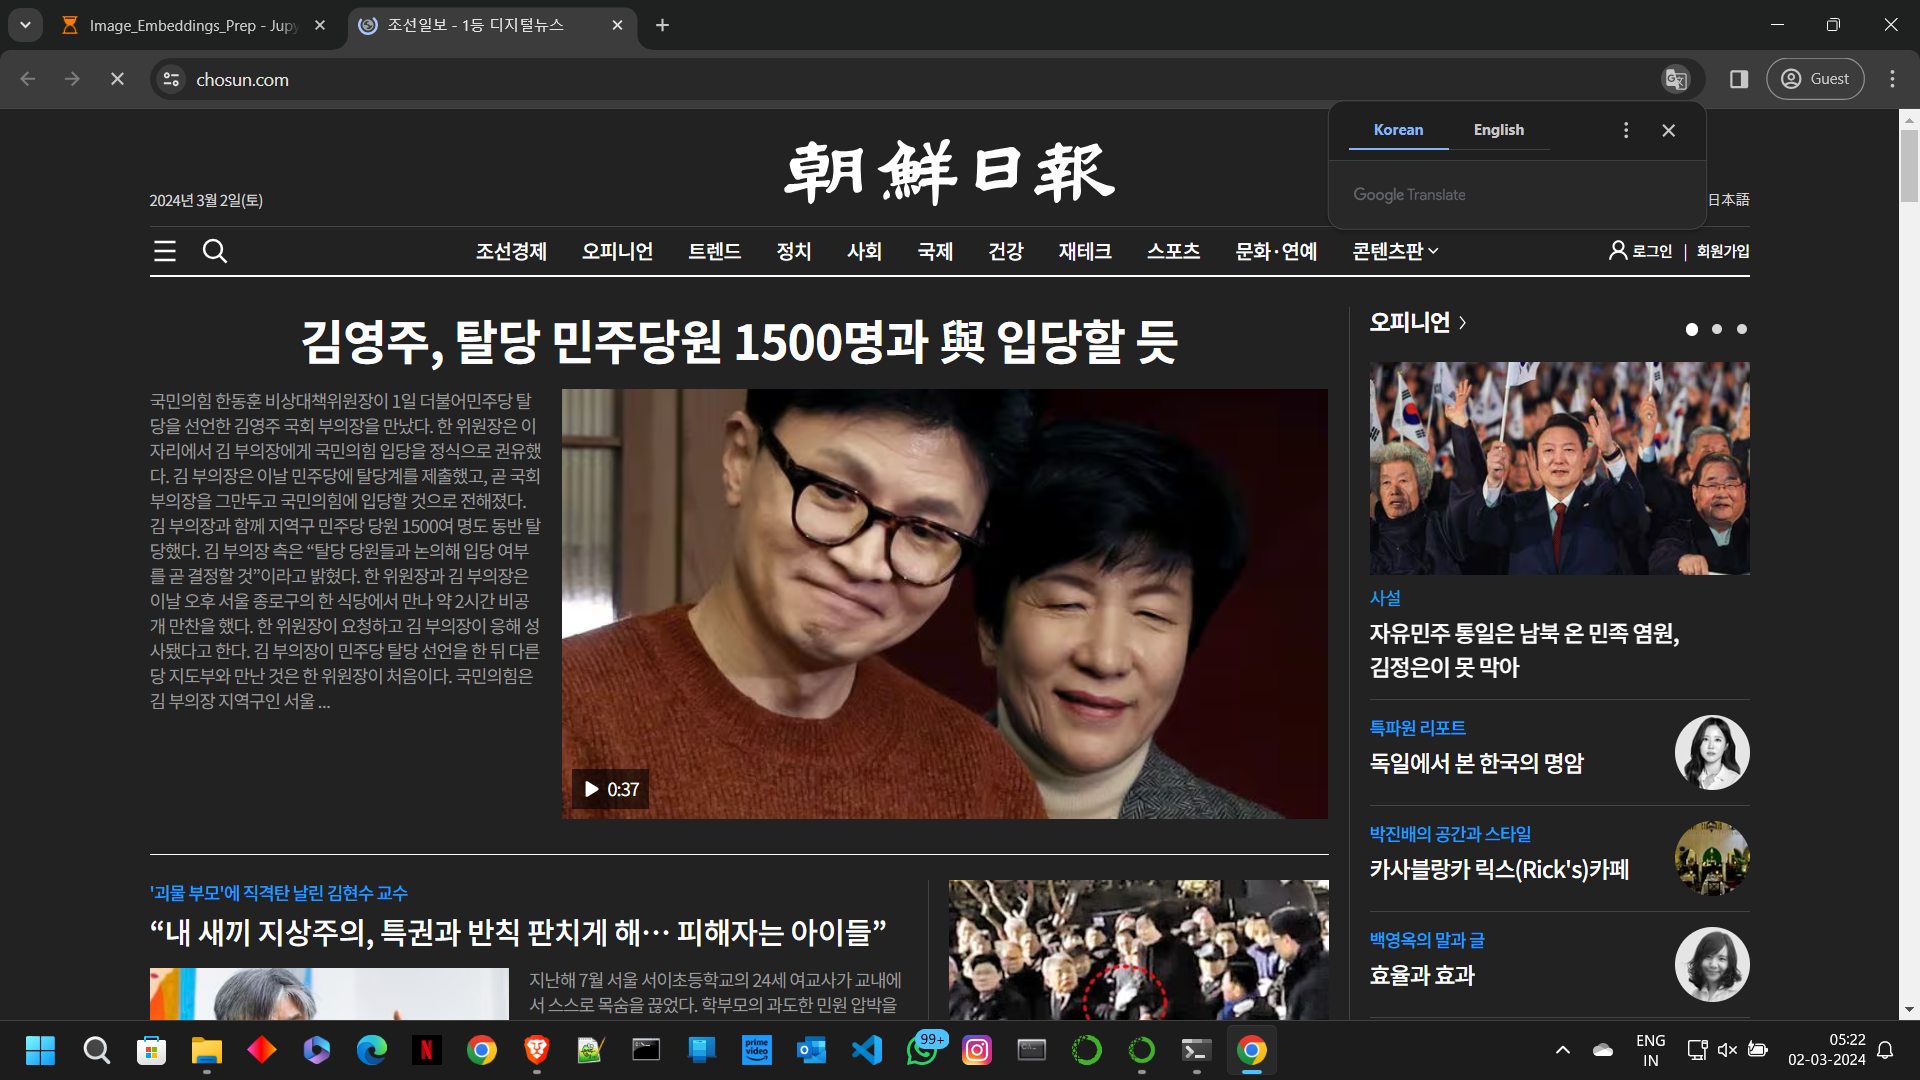 Image_Embeddings_Prep - Jupy
조선일보 - 1등 디지털뉴스
chosun.com
Guest
Korean
English
Google Translate
朝鮮日報
2024년 3월 2일(토)
日本語
조선경제 오피니언 트렌드 정치 사회 국제 건강 재테크 스포츠 문화·연예 콘텐츠판
로그인 | 회원가입
김영주, 탈당 민주당원 1500명과 與 입당할 듯
국민의힘 한동훈 비상대책위원장이 1일 더불어민주당 탈
당을 선언한 김영주 국회 부의장을 만났다. 한 위원장은 이
자리에서 김 부의장에게 국민의힘 입당을 정식으로 권유했
다. 김 부의장은 이날 민주당에 탈당계를 제출했고, 곧 국회
부의장을 그만두고 국민의힘에 입당할 것으로 전해졌다.
김 부의장과 함께 지역구 민주당 당원 1500여 명도 동반 탈
당했다. 김 부의장 측은 “탈당 당원들과 논의해 입당 여부
를 곧 결정할 것”이라고 밝혔다. 한 위원장과 김 부의장은
이날 오후 서울 종로구의 한 식당에서 만나 약 2시간 비공
개 만찬을 했다. 한 위원장이 요청하고 김 부의장이 응해 성
사됐다고 한다. 김 부의장이 민주당 탈당 선언을 한 뒤 다른
당 지도부와 만난 것은 한 위원장이 처음이다. 국민의힘은
김 부의장 지역구인 서울 ...
0:37
오피니언
사설
자유민주 통일은 남북 온 민족 염원,
김정은이 못 막아
특파원 리포트
독일에서 본 한국의 명암
박진배의 공간과 스타일
카사블랑카 릭스(Rick's)카페
백영옥의 말과 글
효율과 효과
'괴물 부모'에 직격탄 날린 김현수 교수
“내 새끼 지상주의, 특권과 반칙 판치게 해… 피해자는 아이들”
지난해 7월 서울 서이초등학교의 24세 여교사가 교내에
서 스스로 목숨을 끊었다. 학부모의 과도한 민원 압박을
prime video
99+
ENG
IN
05:22
02-03-2024